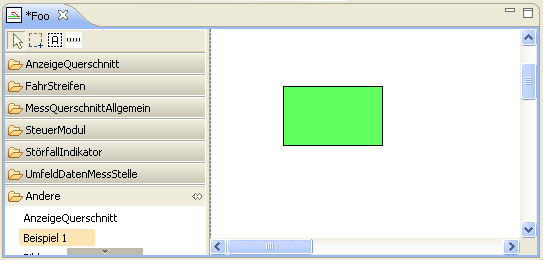 *Foo
AnzeigeQuerschnitt
FahrStreifen
MessQuerschnittAllgemein
SteuerModul
StörfallIndikator
UmfeldDatenMessStelle
Andere
AnzeigeQuerschnitt
Beispiel 1